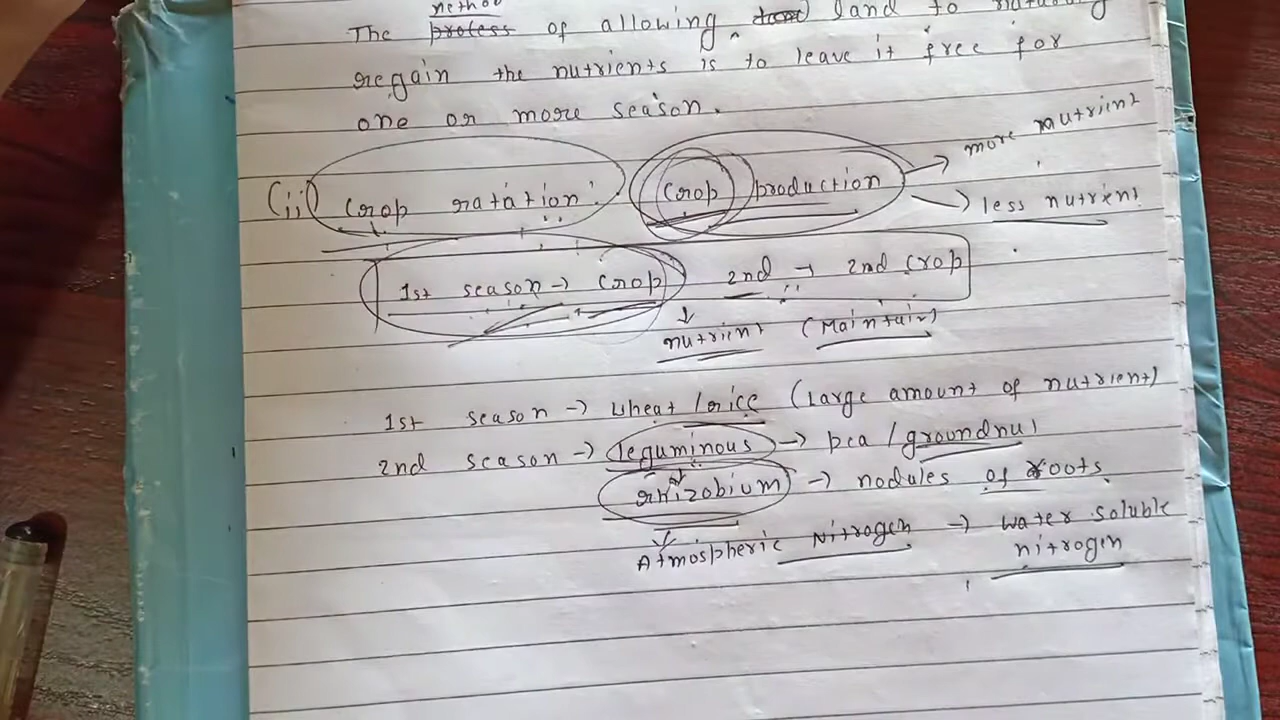 method
The process of allowing land to
regain the nutrients is to leave it free for
one or more season.
(ii) Crop ratation: Crop production → more nutrient
→ less nutrient
1st season → Crop 2nd → 2nd crop
↓
nutrient (Maintain)
1st season → wheat / rice (Large amount of nutrient)
2nd season → leguminous → pea / groundnut
rhizobium → nodules of roots
↓
Atmospheric Nitrogen → water soluble
nitrogen